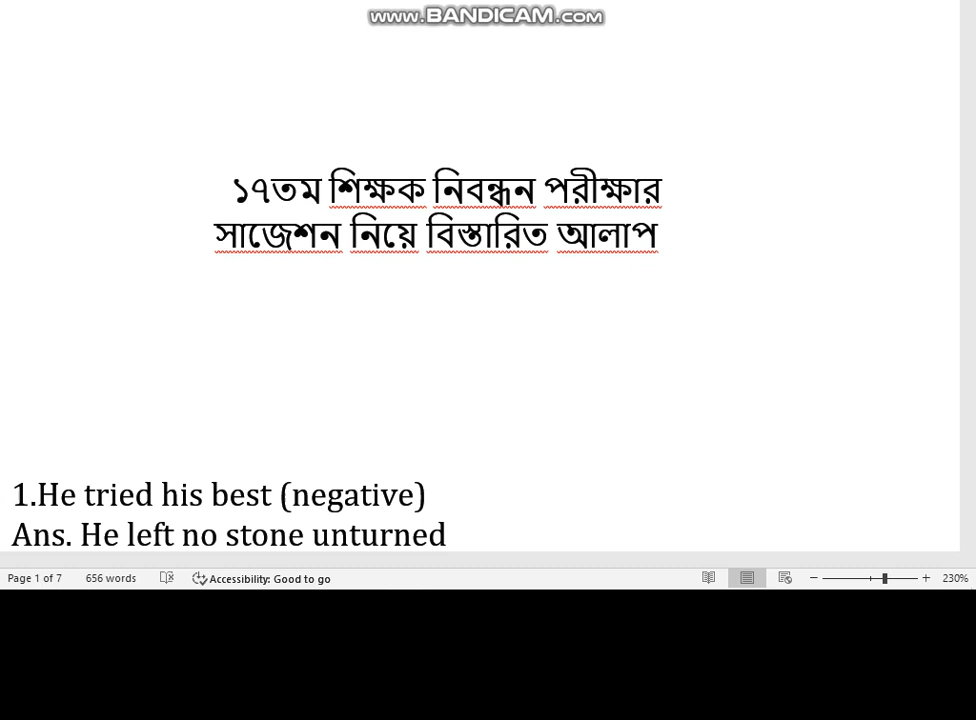 www.BANDICAM.com
১৭তম শিক্ষক নিবন্ধন পরীক্ষার
সাজেশন নিয়ে বিস্তারিত আলাপ
1.He tried his best (negative)
Ans. He left no stone unturned
Page 1 of 7 656 words Accessibility: Good to go 230%